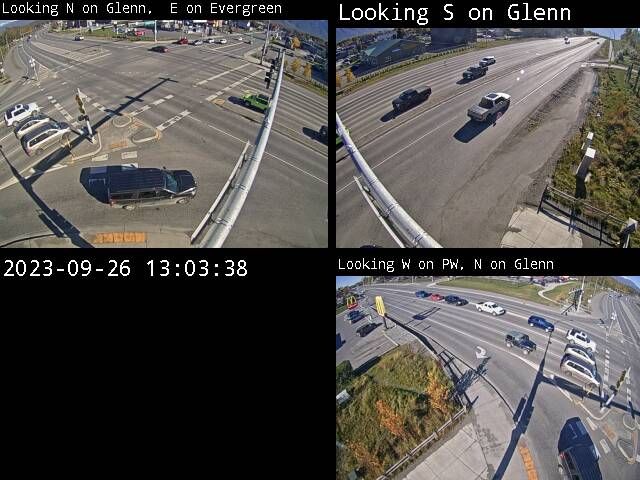 Looking N on Glenn,  E on Evergreen
Looking S on Glenn
2023-09-26 13:03:38
Looking W on PW, N on Glenn